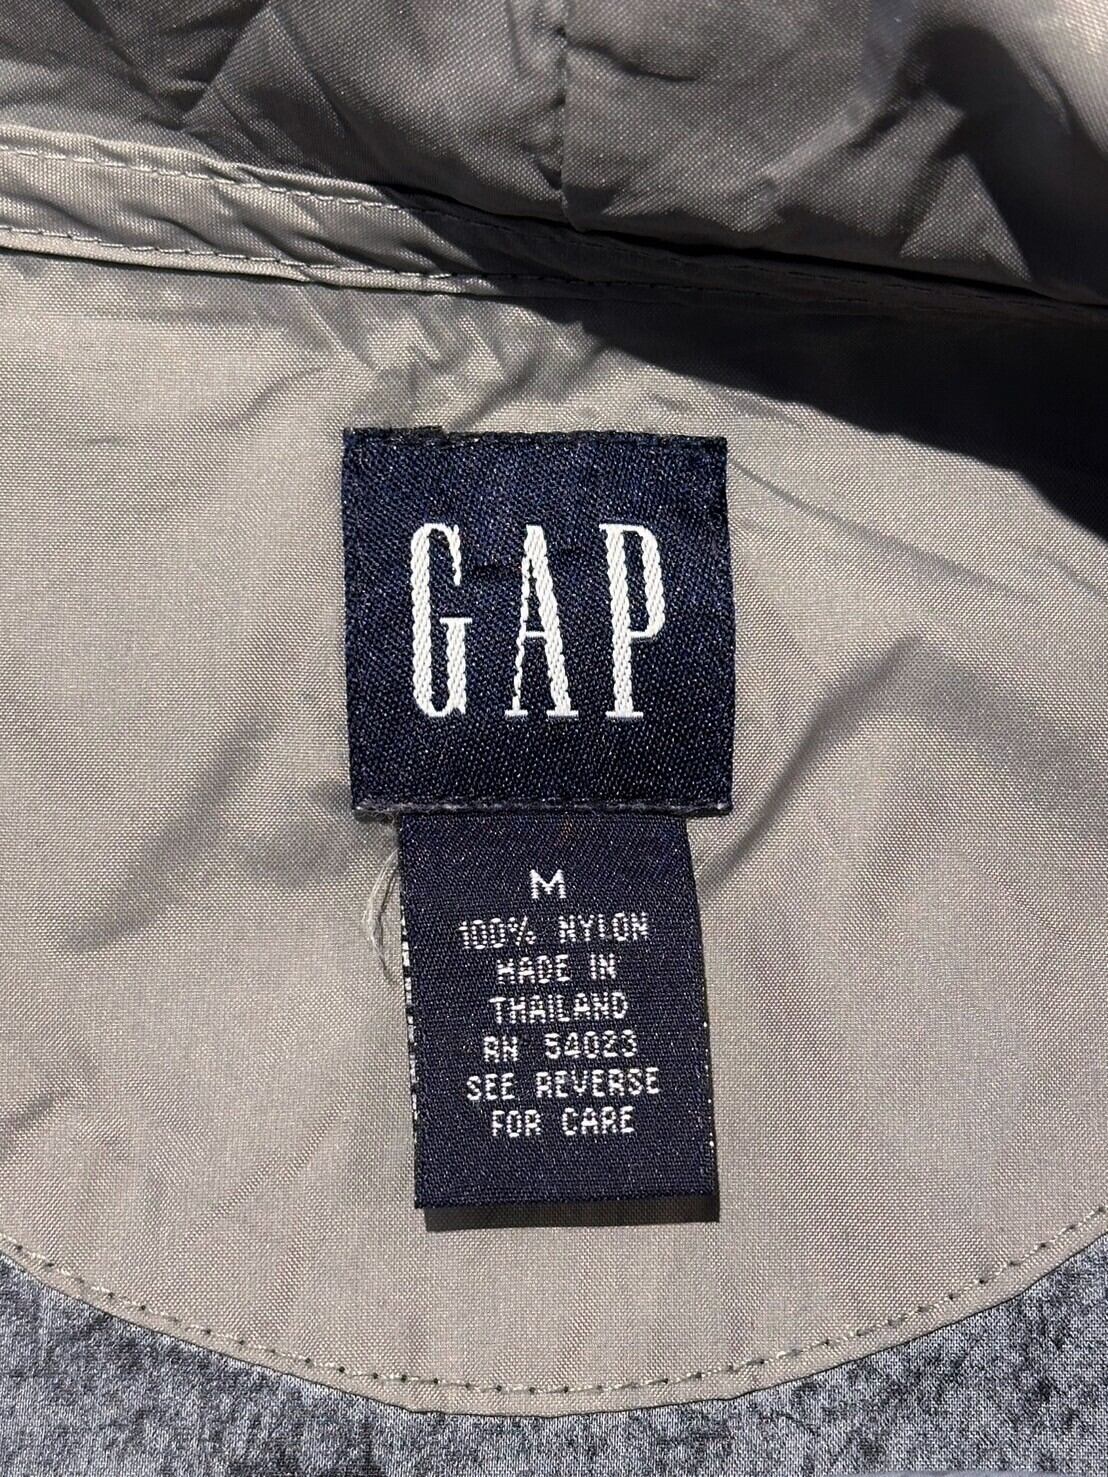 GAP
M
100% NYLON
MADE IN
THAILAND
RN 54023
SEE REVERSE
FOR CARE